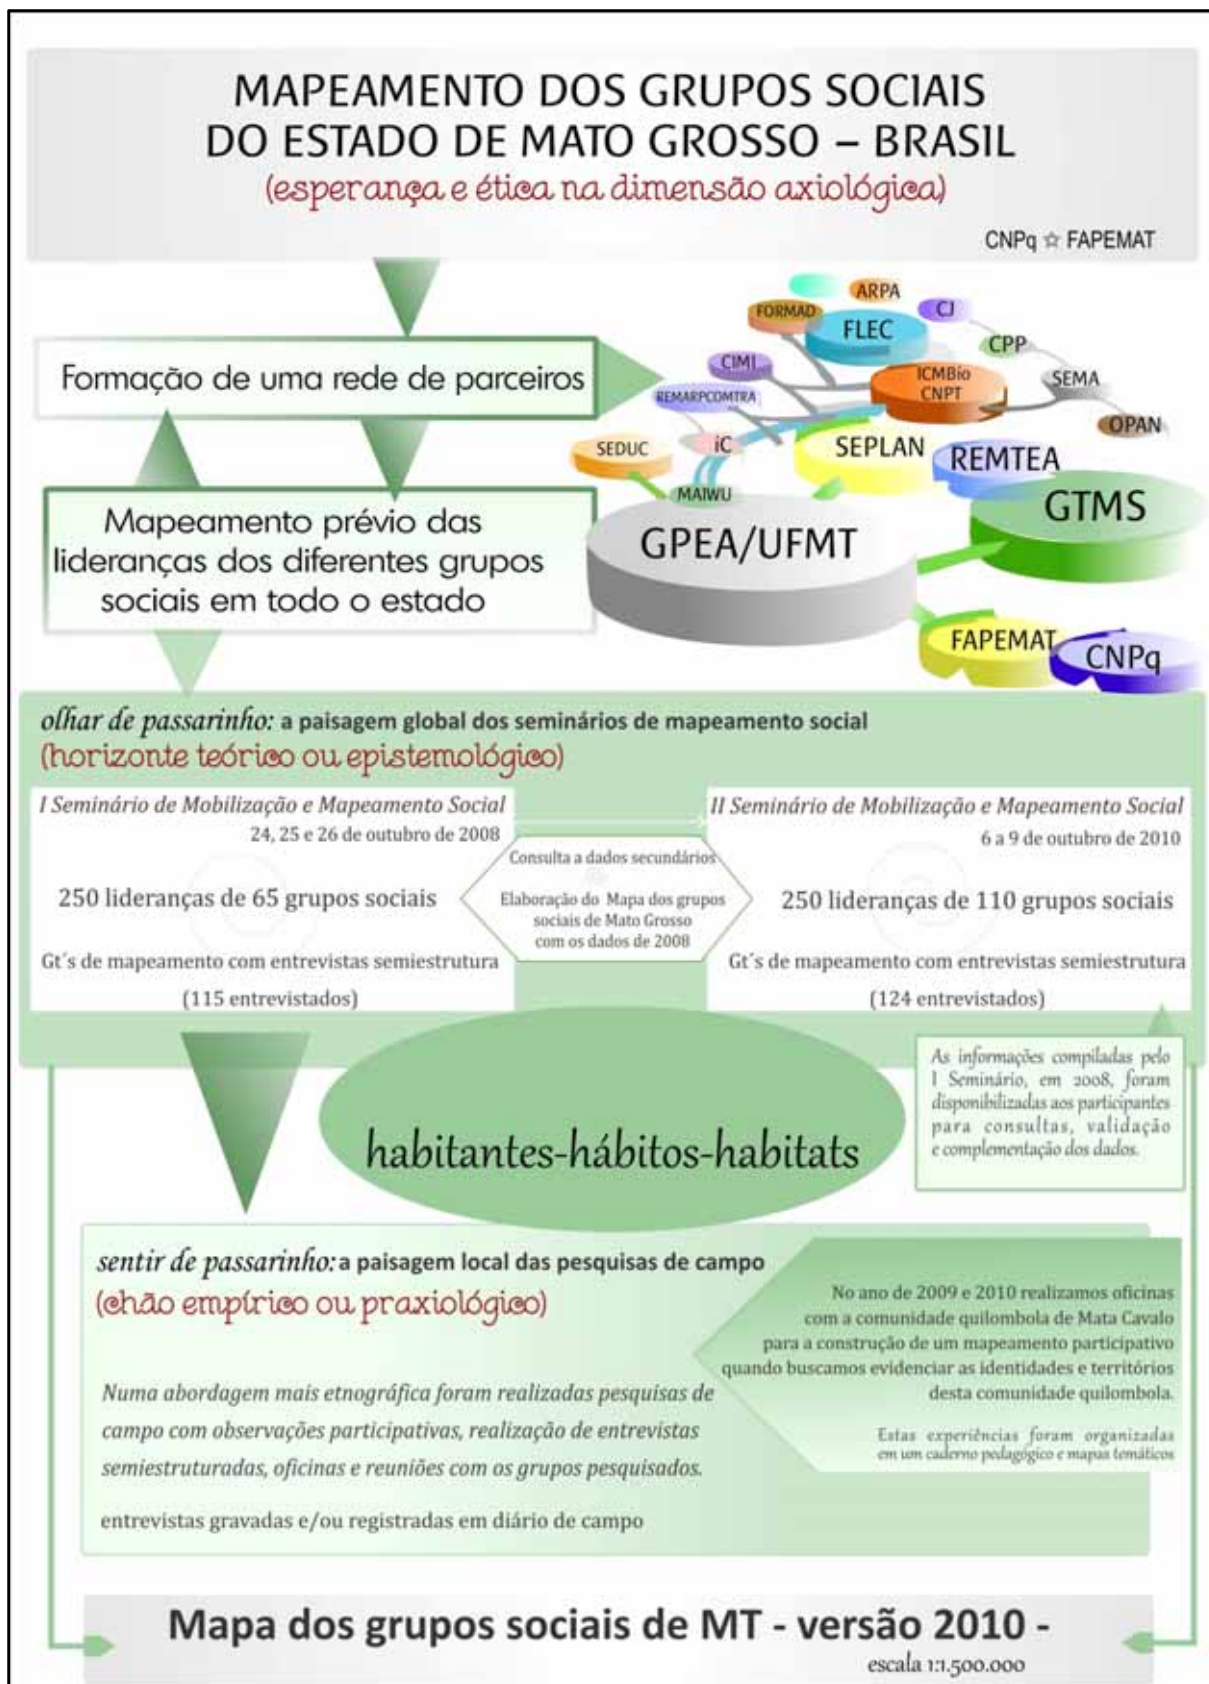 MAPEAMENTO DOS GRUPOS SOCIAIS
DO ESTADO DE MATO GROSSO – BRASIL
(esperança e ética na dimensão axiológica)
CNPq ☆ FAPEMAT
Formação de uma rede de parceiros
Mapeamento prévio das
lideranças dos diferentes grupos
sociais em todo o estado
ARPA
FORMAD
CJ
FLEC
CPP
CIMI
ICMBio
CNPT
SEMA
REMARPCOMTRA
OPAN
SEDUC
iC
SEPLAN
REMTEA
MAIWU
GTMS
GPEA/UFMT
FAPEMAT
CNPq
olhar de passarinho: a paisagem global dos seminários de mapeamento social
(horizonte teórico ou epistemológico)
I Seminário de Mobilização e Mapeamento Social
24, 25 e 26 de outubro de 2008
250 lideranças de 65 grupos sociais
Gt´s de mapeamento com entrevistas semiestrutura
(115 entrevistados)
Consulta a dados secundários
Elaboração do Mapa dos grupos
sociais de Mato Grosso
com os dados de 2008
II Seminário de Mobilização e Mapeamento Social
6 a 9 de outubro de 2010
250 lideranças de 110 grupos sociais
Gt´s de mapeamento com entrevistas semiestrutura
(124 entrevistados)
As informações compiladas pelo
I Seminário, em 2008, foram
disponibilizadas aos participantes
para consultas, validação
e complementação dos dados.
habitantes-hábitos-habitats
sentir de passarinho: a paisagem local das pesquisas de campo
(chão empírico ou praxiológico)
Numa abordagem mais etnográfica foram realizadas pesquisas de
campo com observações participativas, realização de entrevistas
semiestruturadas, oficinas e reuniões com os grupos pesquisados.
entrevistas gravadas e/ou registradas em diário de campo
No ano de 2009 e 2010 realizamos oficinas
com a comunidade quilombola de Mata Cavalo
para a construção de um mapeamento participativo
quando buscamos evidenciar as identidades e territórios
desta comunidade quilombola.
Estas experiências foram organizadas
em um caderno pedagógico e mapas temáticos
Mapa dos grupos sociais de MT - versão 2010 -
escala 1:1.500.000